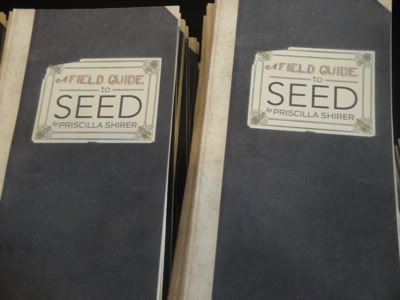 A FIELD GUIDE
to
SEED
by PRISCILLA SHIRER
A FIELD GUIDE
to
SEED
by PRISCILLA SHIRER